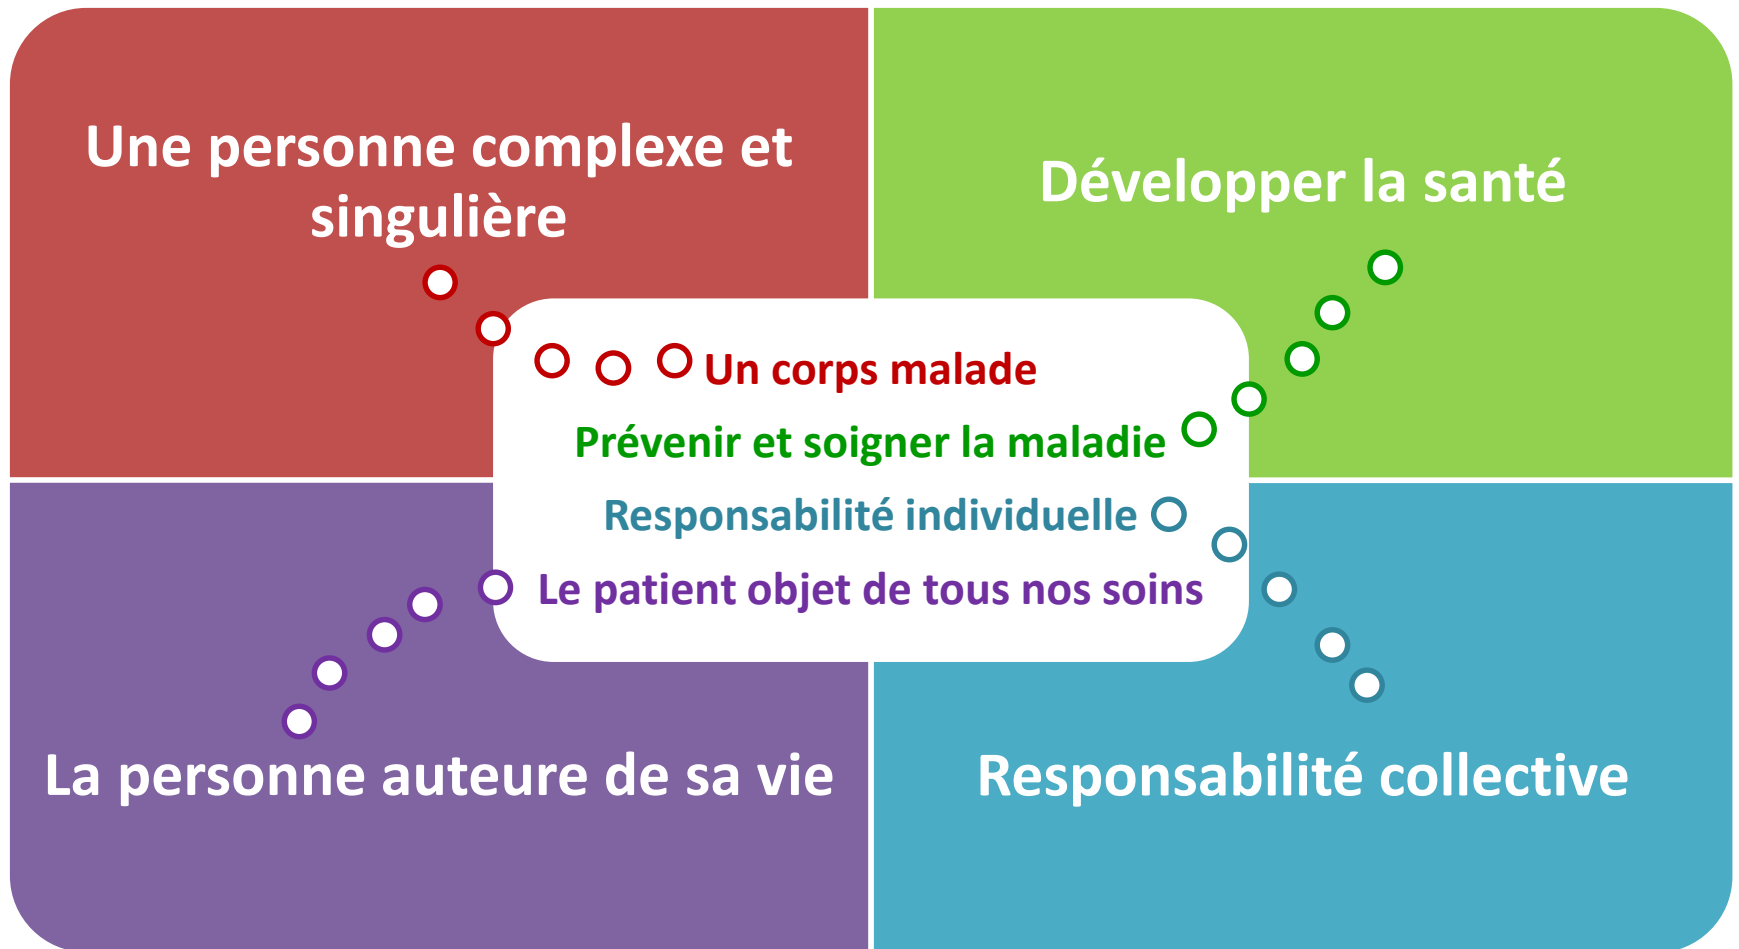 Une personne complexe et
singulière
Développer la santé
Un corps malade
Prévenir et soigner la maladie
Responsabilité individuelle
Le patient objet de tous nos soins
La personne auteure de sa vie
Responsabilité collective